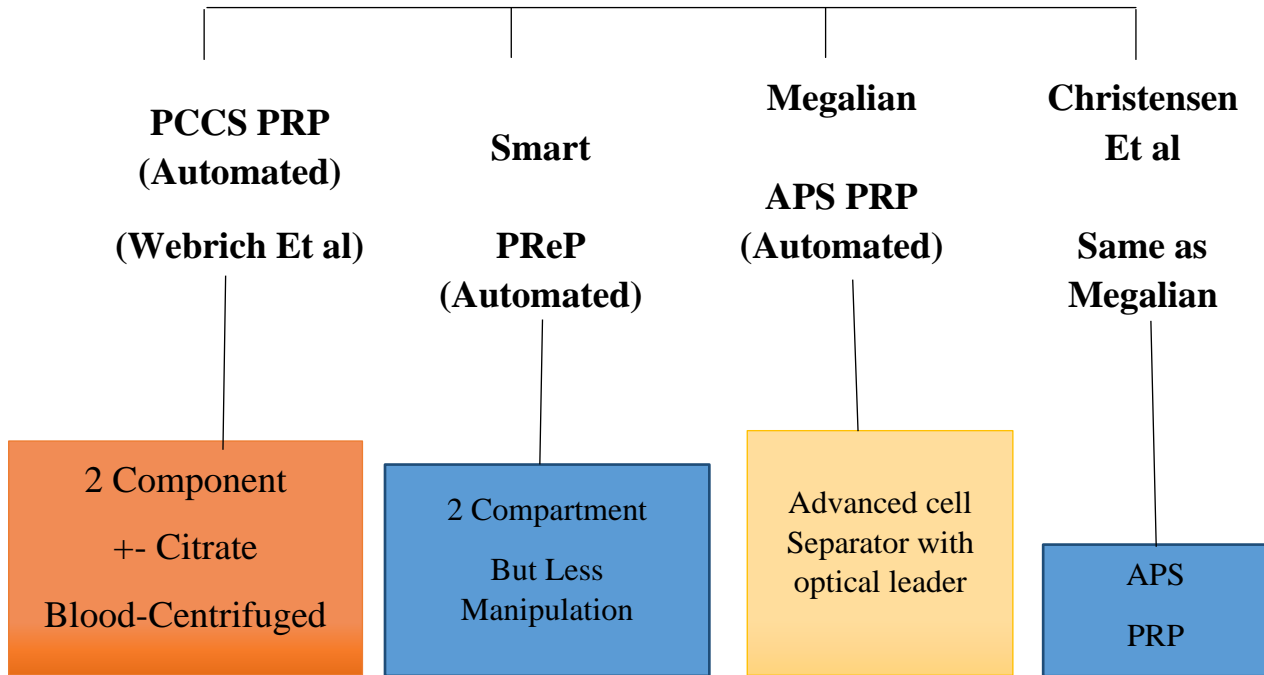 PCCS PRP
(Automated)
(Webrich Et al)
Smart
PReP
(Automated)
Megalian
APS PRP
(Automated)
Christensen
Et al
Same as
Megalian
2 Component
+- Citrate
Blood-Centrifuged
2 Compartment
But Less
Manipulation
Advanced cell
Separator with
optical leader
APS
PRP